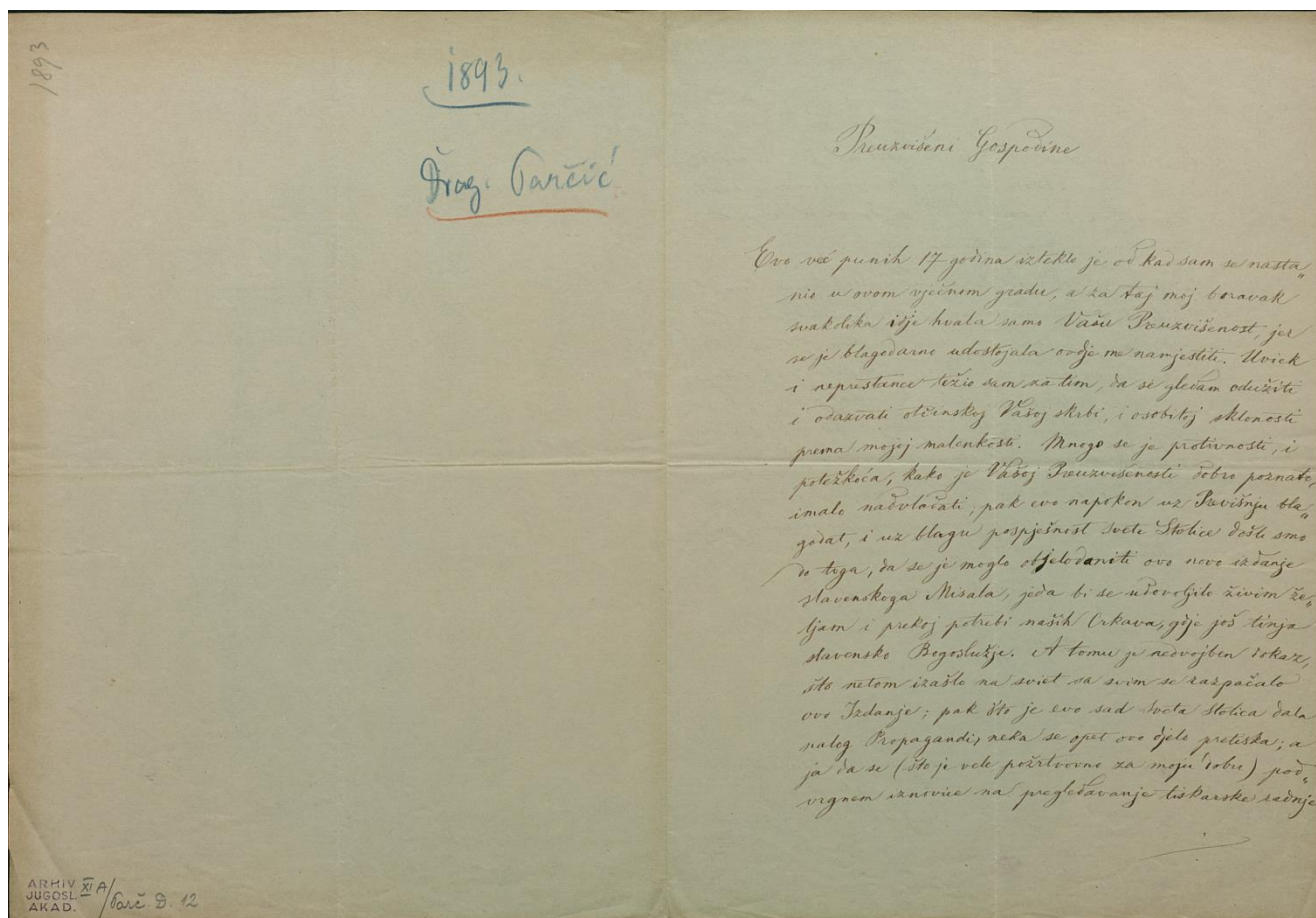 1893
1893.
Drag. Parčić
ARHIV
JUGOSL.
AKAD.
XI A/
Parč. D. 12
Preuzvišeni Gospodine
Evo već punih 17 godina izteklo je od kad sam se nasta„
nio u ovom vječnom gradu, a za taj moj boravak
svakolika idje hvala samo Vašu Preuzvišenost, jer
se je blagodarno udostojala ovdje me namjestiti. Uviek
i neprestance težio sam za tim, da se gledam odužiti
i odazvati otčinskoj Vašoj skrbi, i osobitoj sklonosti
prema mojoj malenkosti. Mnogo se je protivnosti, i
potežkoća, kako je Vašoj Preuzvišenosti dobro poznato,
imalo nadvladati; pak evo napokon uz Previšnju bla„
godat, i uz blagu pospješnost svete Stolice došli smo
do toga, da se je moglo objelodaniti ovo novo izdanje
slavenskoga Misala, jeda bi se udovoljilo živim že„
ljam i prekoj potrebi naših Crkava, gdje još tinja
slavensko Bogoslužje. A tomu je nedvojben dokaz,
što netom izašlo na sviet sa svim se razpačalo
ovo Izdanje; pak što je evo sad Sveta Stolica dala
nalog Propagandi, neka se opet ovo djelo pretiska; a
ja da se (što je vele požrtvovno za moju dobu) pod„
vrgnem iznovice na pregledavanje tiskarske radnje